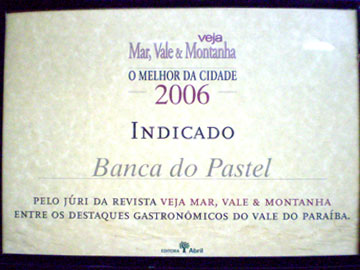 veja
Mar, Vale & Montanha
O MELHOR DA CIDADE
2006
INDICADO
Banca do Pastel
PELO JÚRI DA REVISTA VEJA MAR, VALE & MONTANHA
ENTRE OS DESTAQUES GASTRONÔMICOS DO VALE DO PARAÍBA.
EDITORA Abril